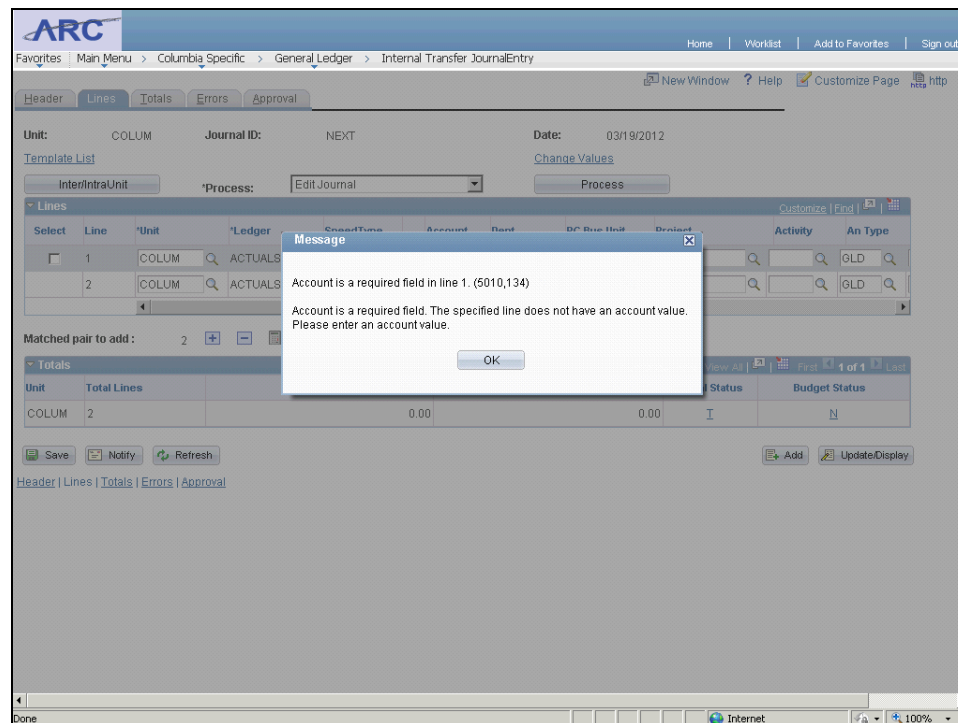 ARC
Home | Worklist | Add to Favorites | Sign out
Favorites Main Menu > Columbia Specific > General Ledger > Internal Transfer JournalEntry
New Window ? Help Customize Page http
Header Lines Totals Errors Approval
Unit: COLUM Journal ID: NEXT Date: 03/19/2012
Template List Change Values
Inter/IntraUnit *Process: Edit Journal Process
Lines Customize | Find |
Select Line *Unit *Ledger SpeedType Account Dept PC Bus Unit Project Activity An Type
1 COLUM ACTUALS GLD
2 COLUM ACTUALS GLD
Message
Account is a required field in line 1. (5010,134)
Account is a required field. The specified line does not have an account value.
Please enter an account value.
OK
Matched pair to add : 2
Totals View All | First 1 of 1 Last
Unit Total Lines Status Budget Status
COLUM 2 0.00 0.00 T N
Save Notify Refresh Add Update/Display
Header | Lines | Totals | Errors | Approval
Done Internet 100%